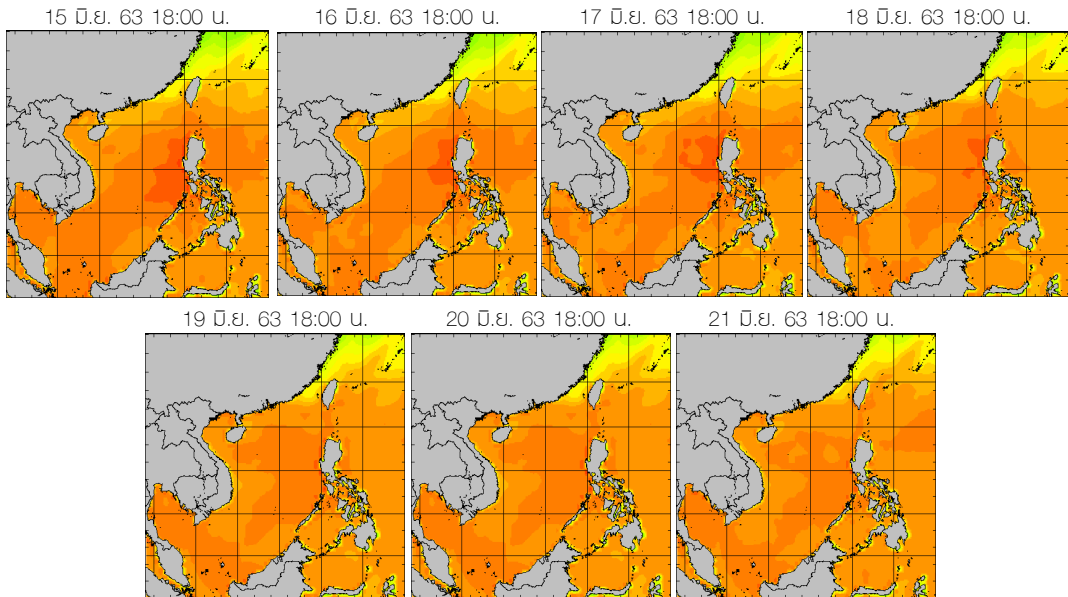 15 มิ.ย. 63 18:00 น.
16 มิ.ย. 63 18:00 น.
17 มิ.ย. 63 18:00 น.
18 มิ.ย. 63 18:00 น.
19 มิ.ย. 63 18:00 น.
20 มิ.ย. 63 18:00 น.
21 มิ.ย. 63 18:00 น.